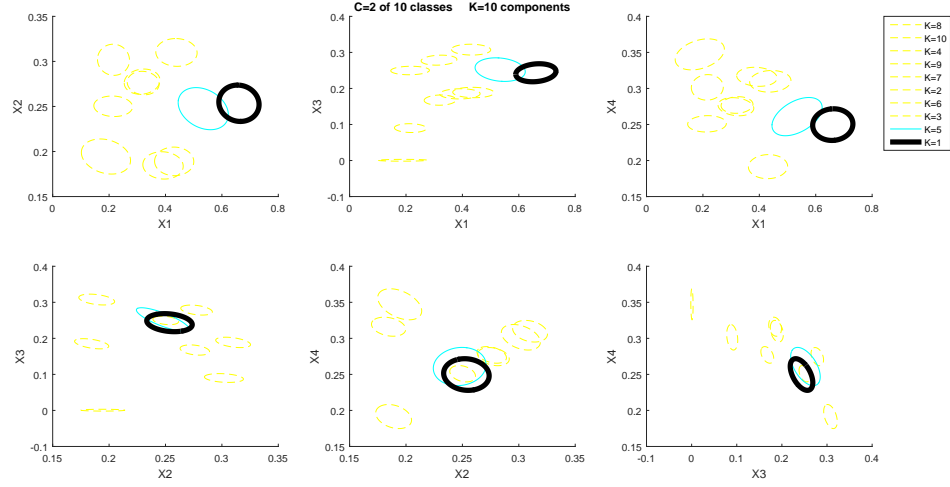 C=2 of 10 classes K=10 components
0.35
0.3
0.25
0.2
0.15
0 0.2 0.4 0.6 0.8
X2
X1
0.4
0.3
0.2
0.1
0
-0.1
0 0.2 0.4 0.6 0.8
X3
X1
0.4
0.35
0.3
0.25
0.2
0.15
0 0.2 0.4 0.6 0.8
X4
X1
K=8
K=10
K=4
K=9
K=7
K=2
K=6
K=3
K=5
K=1
0.4
0.3
0.2
0.1
0
-0.1
0.15 0.2 0.25 0.3 0.35
X3
X2
0.4
0.35
0.3
0.25
0.2
0.15
0.15 0.2 0.25 0.3 0.35
X4
X2
0.4
0.35
0.3
0.25
0.2
0.15
-0.1 0 0.1 0.2 0.3 0.4
X4
X3